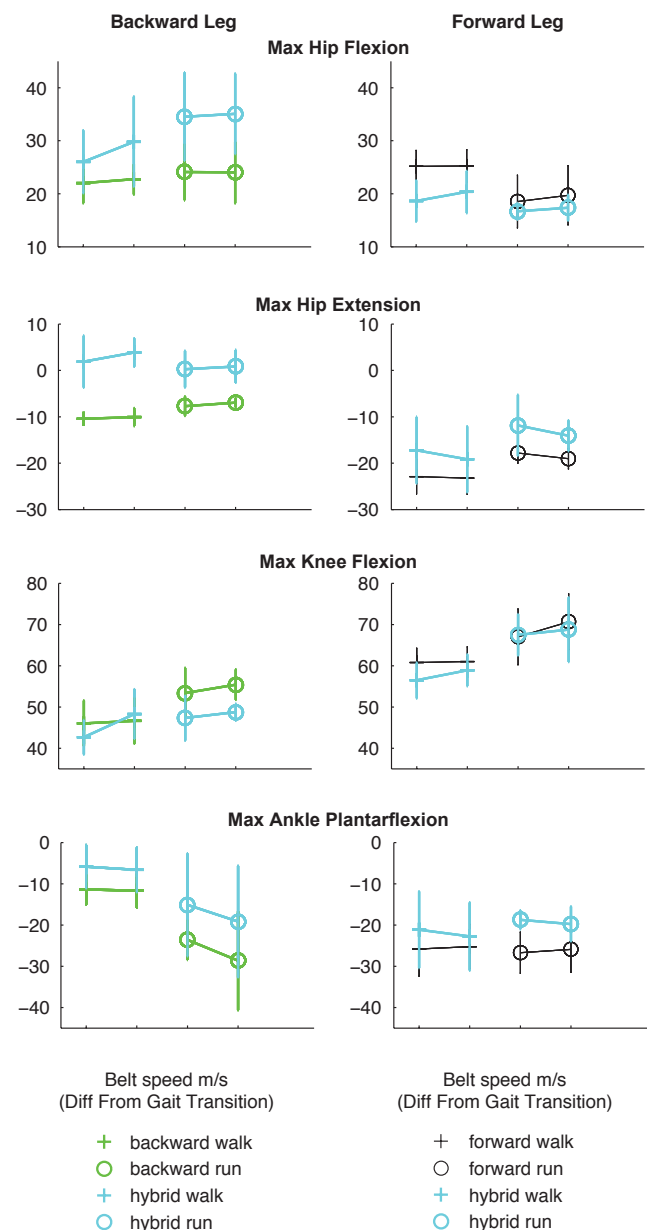 Backward Leg
Forward Leg
Max Hip Flexion
40
30
20
10
40
30
20
10
Max Hip Extension
10
0
−10
−20
−30
10
0
−10
−20
−30
Max Knee Flexion
80
70
60
50
40
80
70
60
50
40
Max Ankle Plantarflexion
0
−10
−20
−30
−40
0
−10
−20
−30
−40
Belt speed m/s
(Diff From Gait Transition)
backward walk
backward run
hybrid walk
hybrid run
Belt speed m/s
(Diff From Gait Transition)
forward walk
forward run
hybrid walk
hybrid run